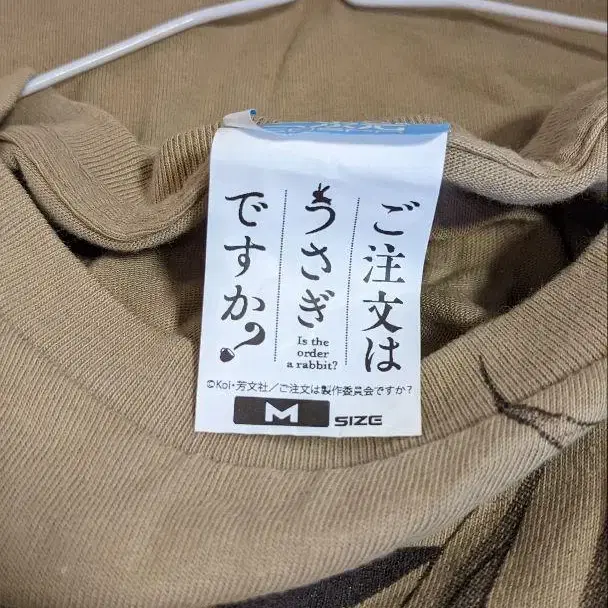 ご注文は
うさぎ
ですか?
Is the
order
a rabbit?
©Koi・芳文社／ご注文は製作委員会ですか？
M SIZE